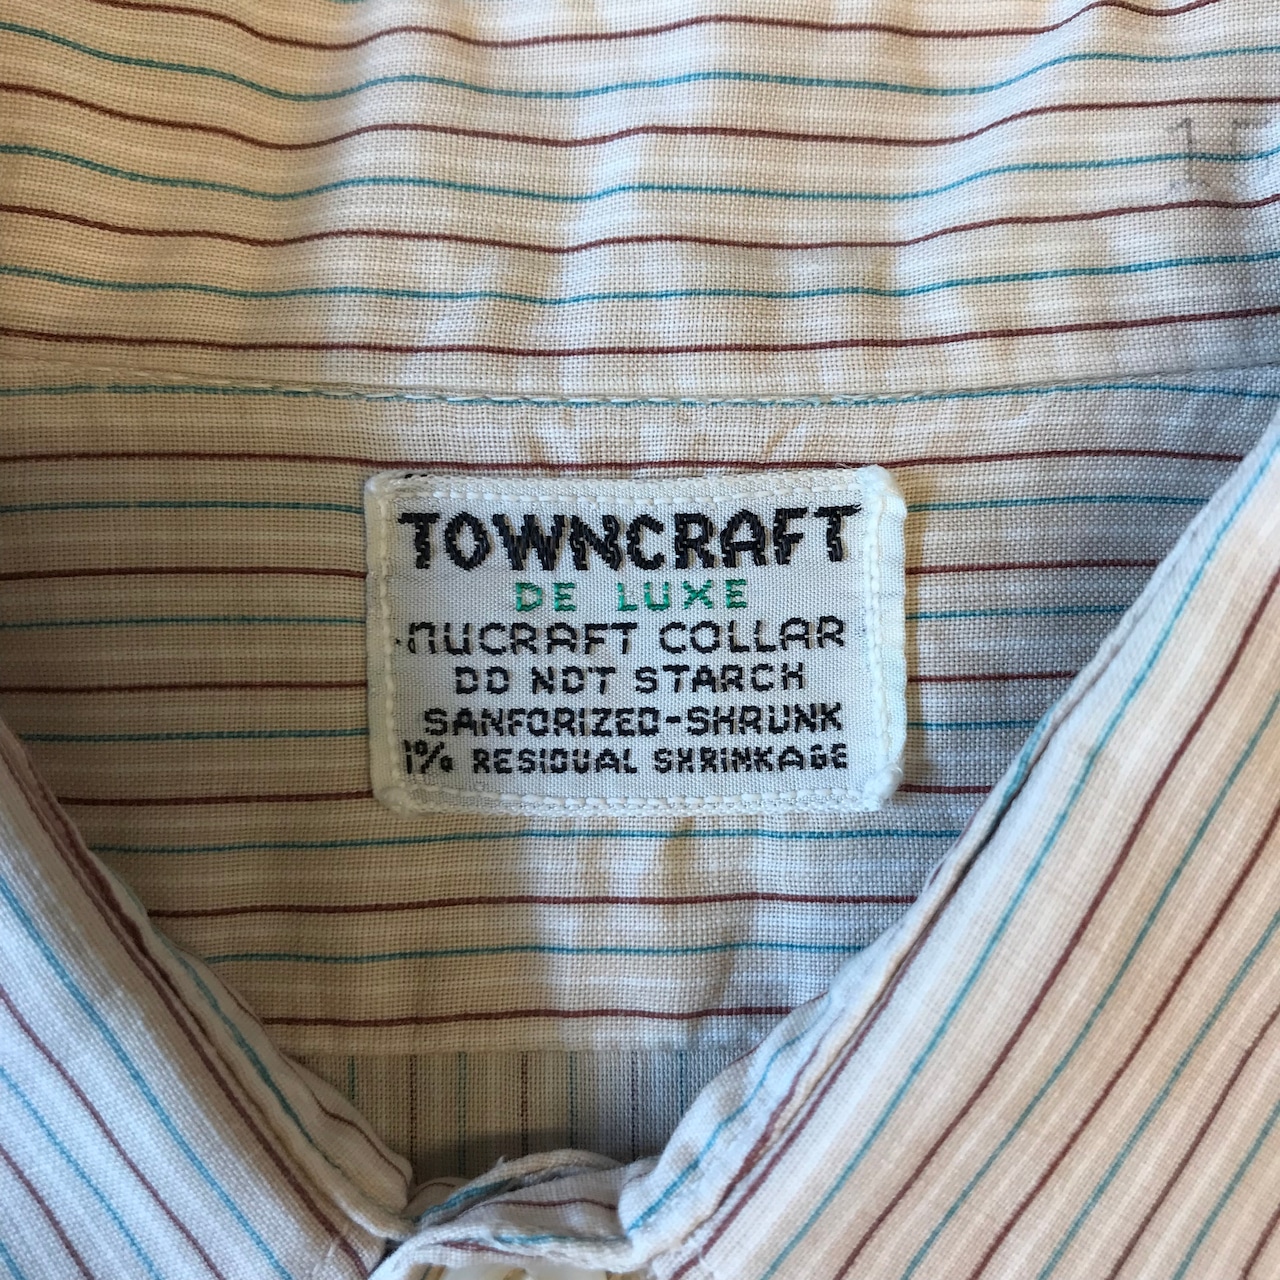 TOWNCRAFT
DE LUXE
NUCRAFT COLLAR
DO NOT STARCH
SANFORIZED-SHRUNK
1% RESIDUAL SHRINKAGE